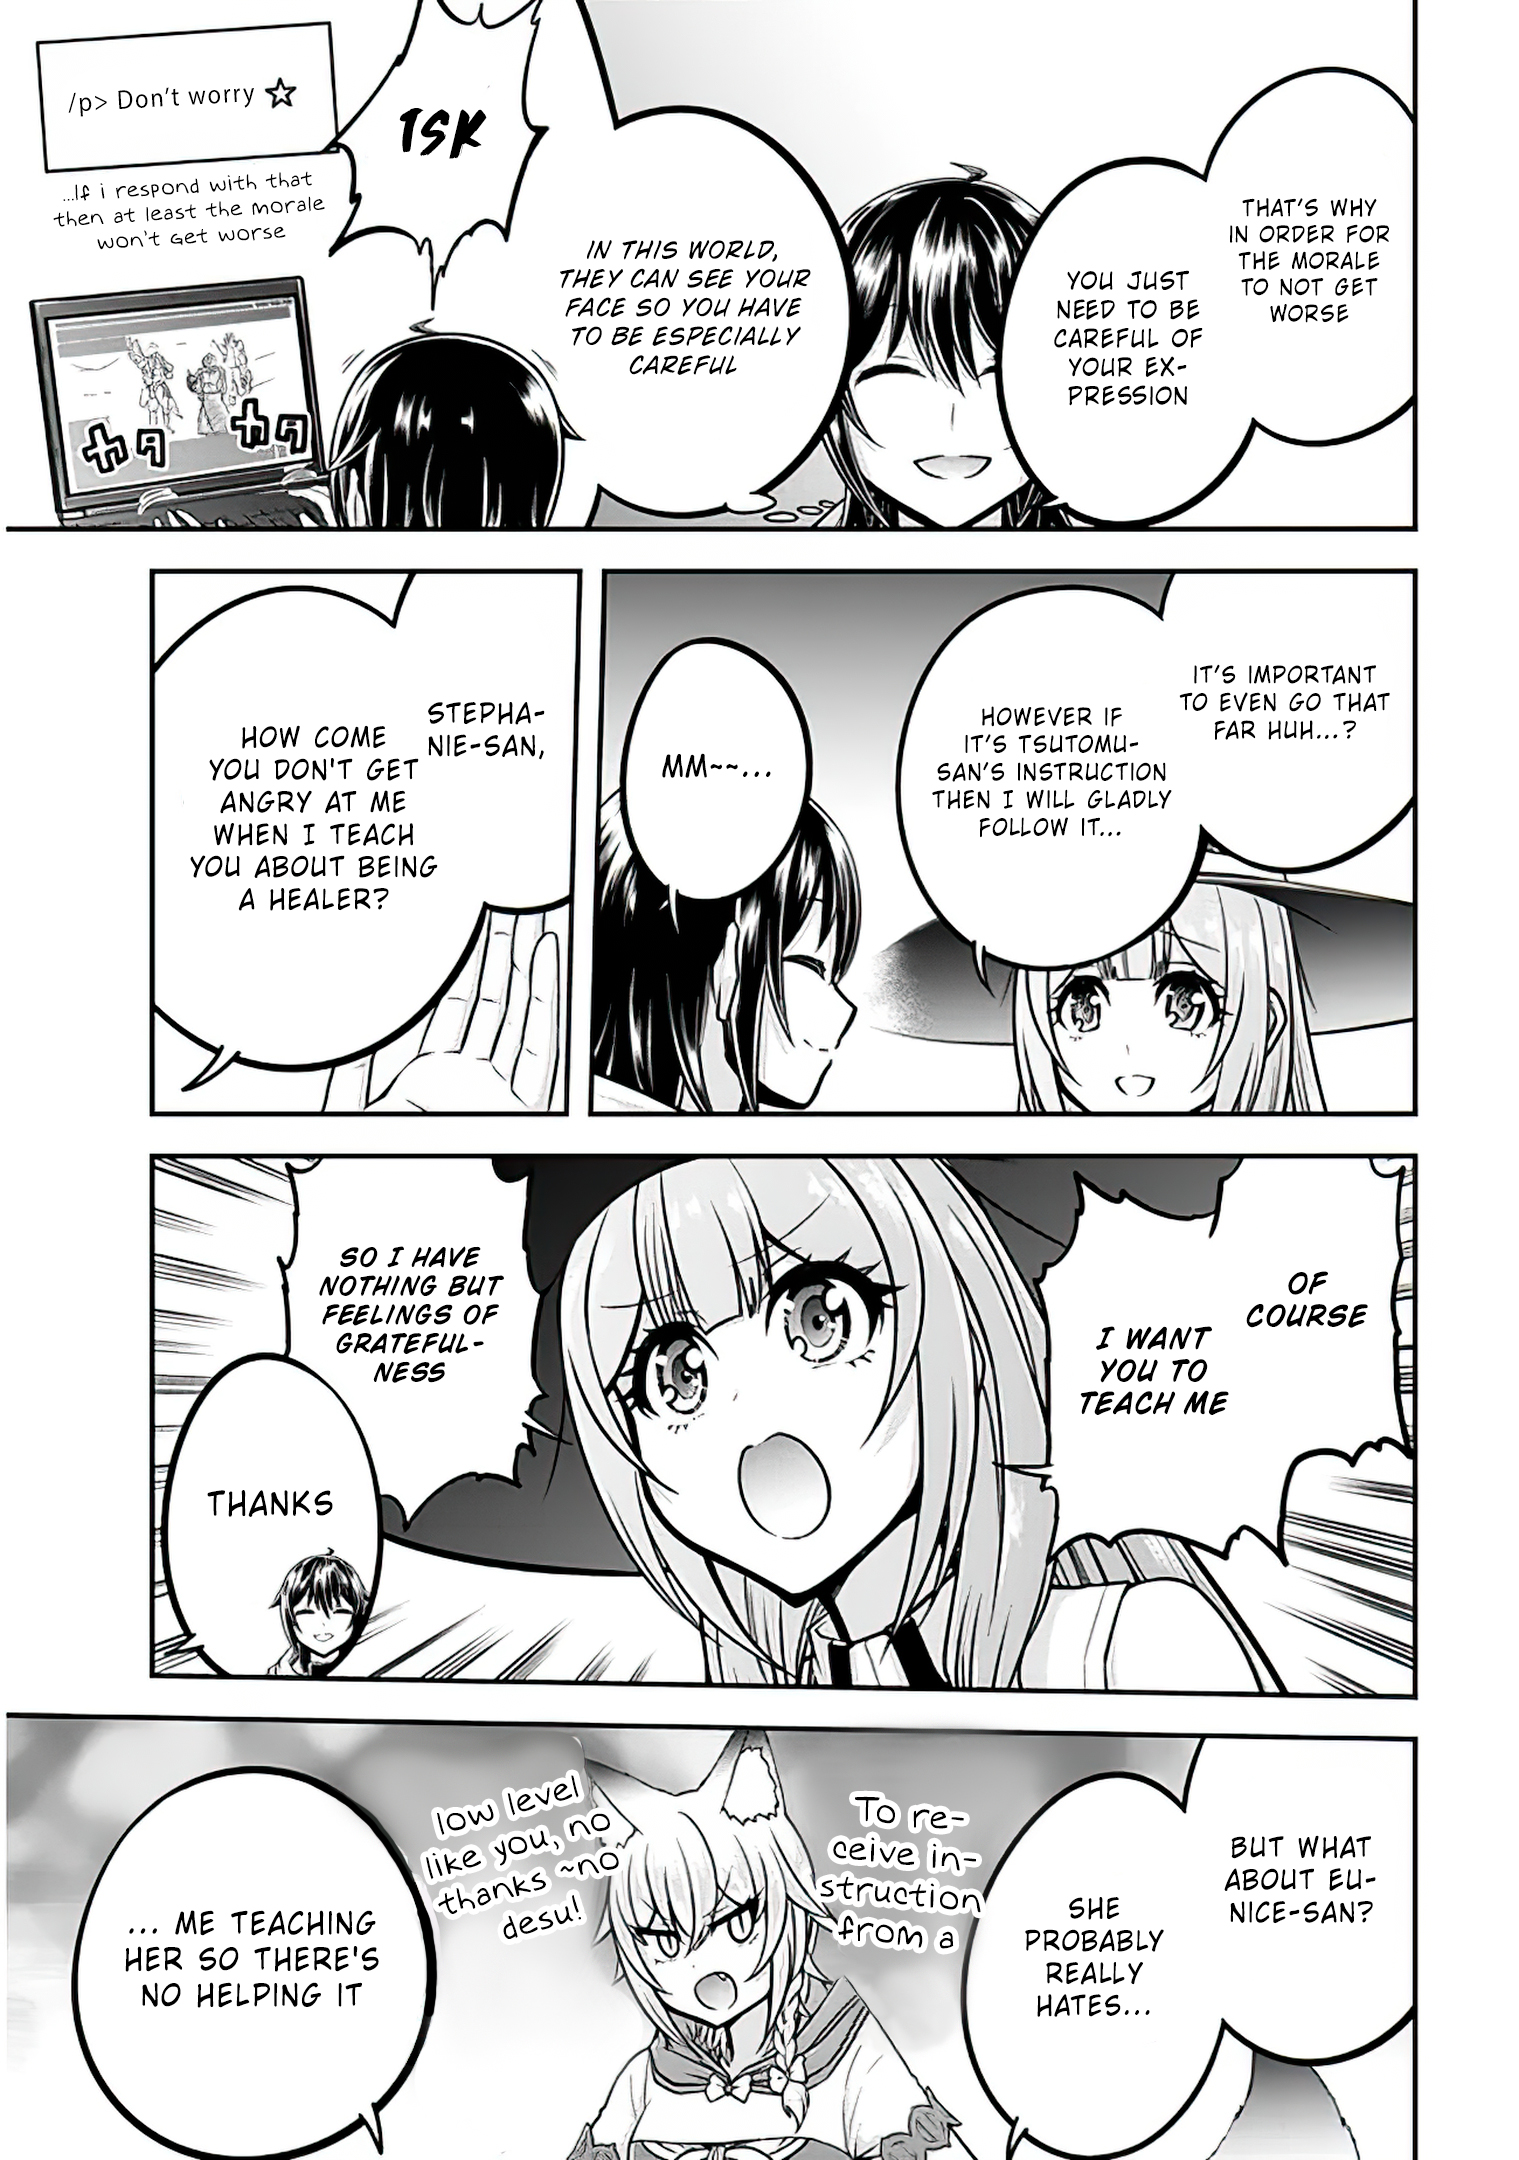 THAT'S WHY
IN ORDER FOR
THE MORALE
TO NOT GET
WORSE
YOU JUST
NEED TO BE
CAREFUL OF
YOUR EX-
PRESSION
IN THIS WORLD,
THEY CAN SEE YOUR
FACE SO YOU HAVE
TO BE ESPECIALLY
CAREFUL
TSK
/p> Don't worry ☆
...If i respond with that
then at least the morale
won't get worse
カタ
カタ
IT'S IMPORTANT
TO EVEN GO THAT
FAR HUH...?
HOWEVER IF
IT'S TSUTOMU-
SAN'S INSTRUCTION
THEN I WILL GLADLY
FOLLOW IT...
MM~~...
STEPHA-
NIE-SAN,
HOW COME
YOU DON'T GET
ANGRY AT ME
WHEN I TEACH
YOU ABOUT BEING
A HEALER?
OF
COURSE
I WANT
YOU TO
TEACH ME
SO I HAVE
NOTHING BUT
FEELINGS OF
GRATEFUL-
NESS
THANKS
BUT WHAT
ABOUT EU-
NICE-SAN?
SHE
PROBABLY
REALLY
HATES...
To re-
ceive in-
struction
from a
low level
like you, no
thanks ~no
desu!
... ME TEACHING
HER SO THERE'S
NO HELPING IT